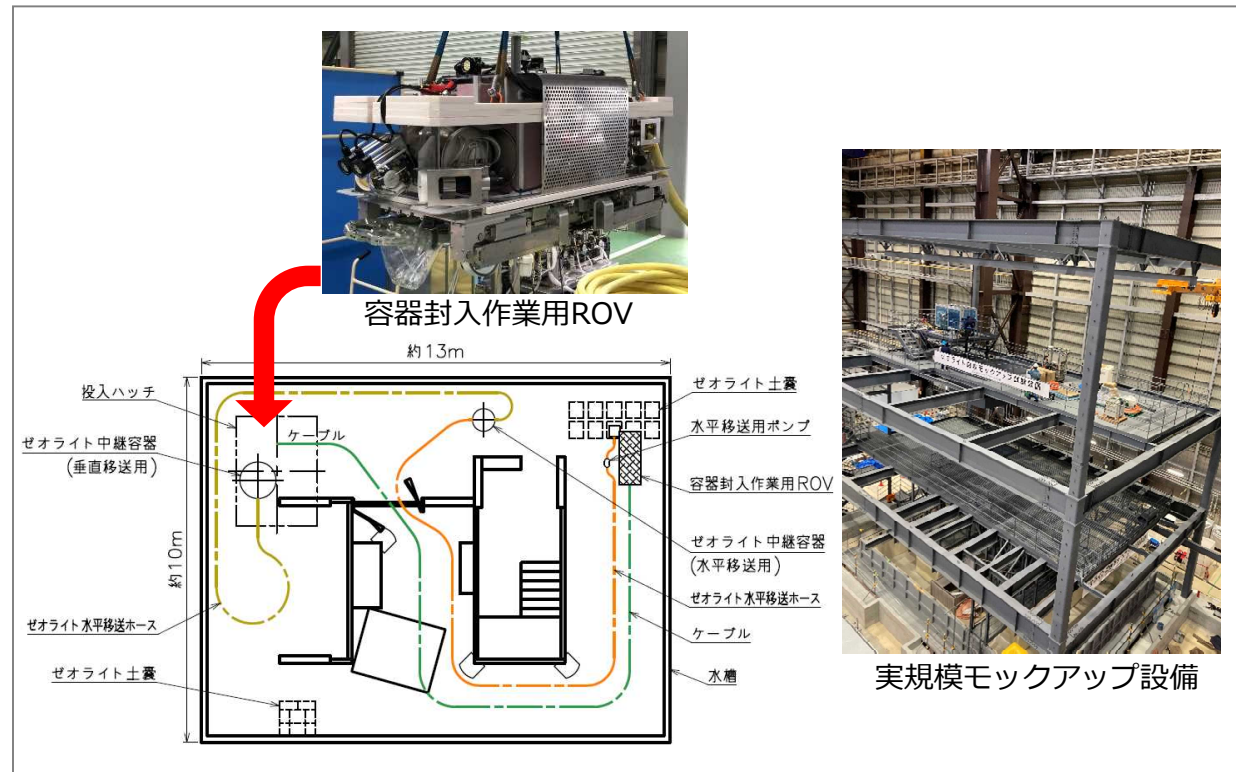 容器封入作業用ROV
約13m
投入ハッチ
ケーブル
ゼオライト中継容器
(垂直移送用)
約10m
ゼオライト水平移送ホース
ゼオライト土嚢
ゼオライト土嚢
水平移送用ポンプ
容器封入作業用ROV
ゼオライト中継容器
(水平移送用)
ゼオライト水平移送ホース
ケーブル
水槽
実規模モックアップ設備